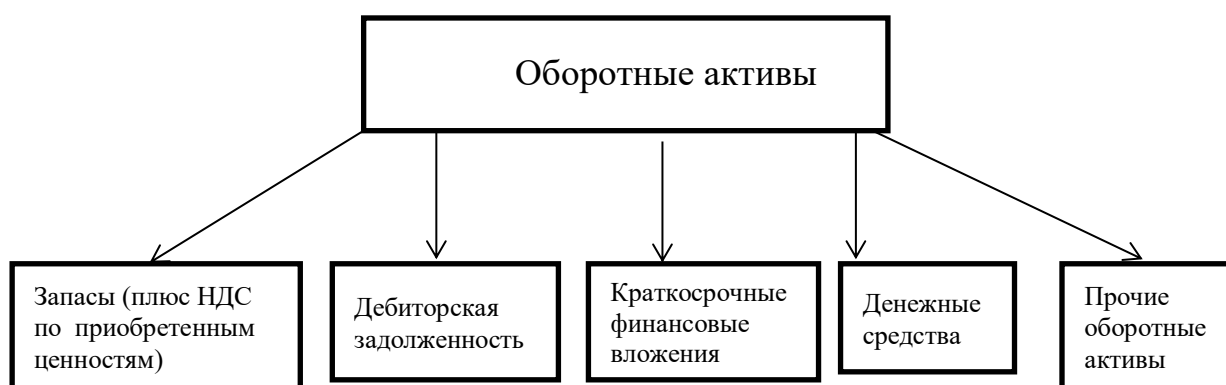 Оборотные активы
Запасы (плюс НДС
по приобретенным
ценностям)
Дебиторская
задолженность
Краткосрочные
финансовые
вложения
Денежные
средства
Прочие
оборотные
активы